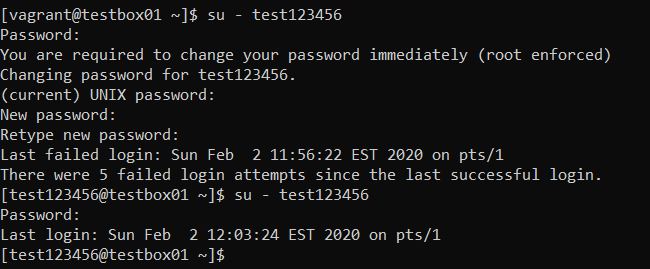 [vagrant@testbox01 ~]$ su - test123456
Password:
You are required to change your password immediately (root enforced)
Changing password for test123456.
(current) UNIX password:
New password:
Retype new password:
Last failed login: Sun Feb  2 11:56:22 EST 2020 on pts/1
There were 5 failed login attempts since the last successful login.
[test123456@testbox01 ~]$ su - test123456
Password:
Last login: Sun Feb  2 12:03:24 EST 2020 on pts/1
[test123456@testbox01 ~]$